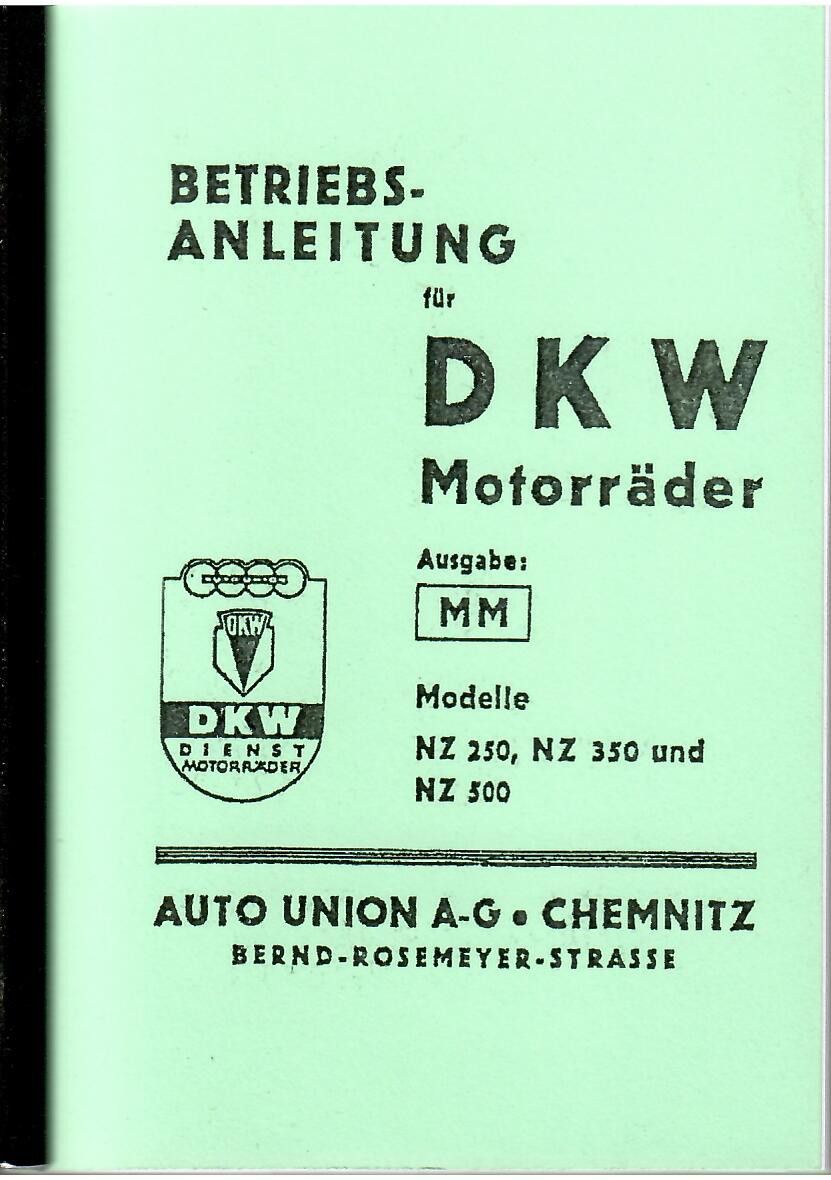 BETRIEBS-
ANLEITUNG
für
DKW
Motorräder
Ausgabe:
MM
Modelle
NZ 250, NZ 350 und
NZ 500
DKW
DKW
DIENST
MOTORRÄDER
AUTO UNION A-G • CHEMNITZ
BERND-ROSEMEYER-STRASSE